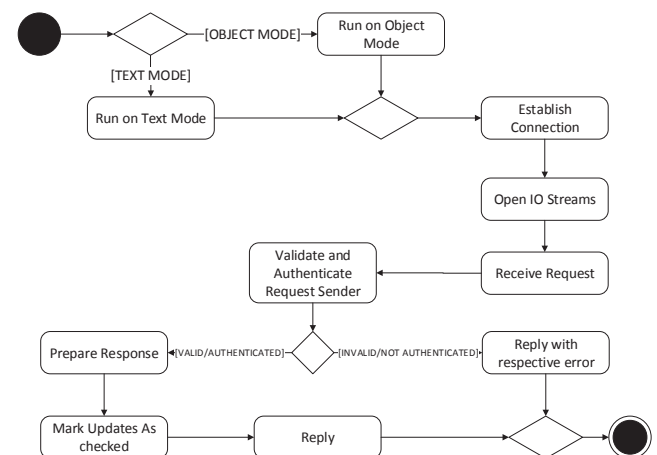 [OBJECT MODE]
Run on Object
Mode
[TEXT MODE]
Run on Text Mode
Establish
Connection
Open IO Streams
Receive Request
Validate and
Authenticate
Request Sender
Prepare Response
[VALID/AUTHENTICATED]
[INVALID/NOT AUTHENTICATED]
Reply with
respective error
Mark Updates As
checked
Reply